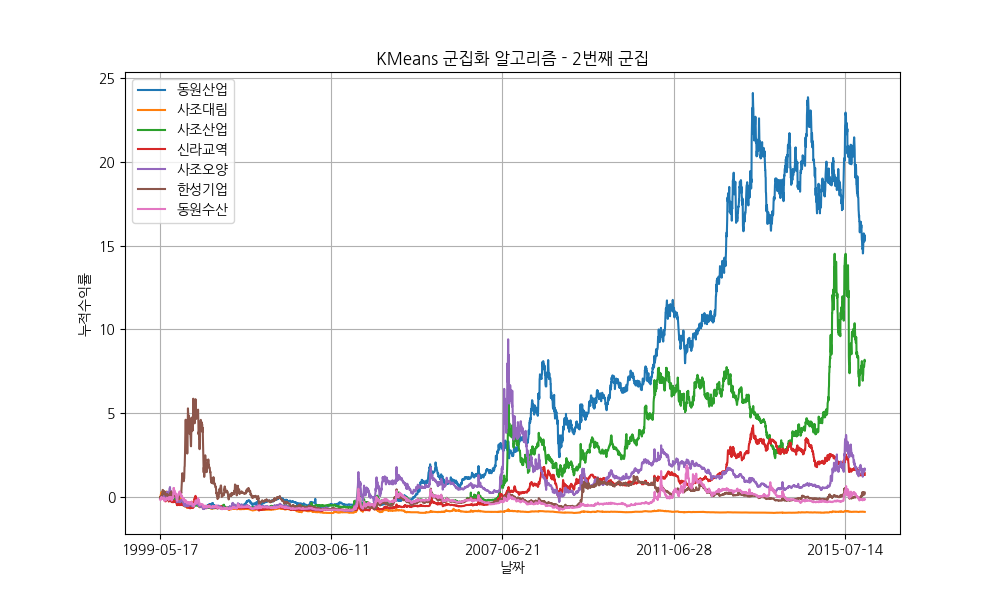 KMeans 군집화 알고리즘 - 2번째 군집
25
20
15
10
5
0
누적수익률
동원산업
사조대림
사조산업
신라교역
사조오양
한성기업
동원수산
1999-05-17
2003-06-11
2007-06-21
2011-06-28
2015-07-14
날짜